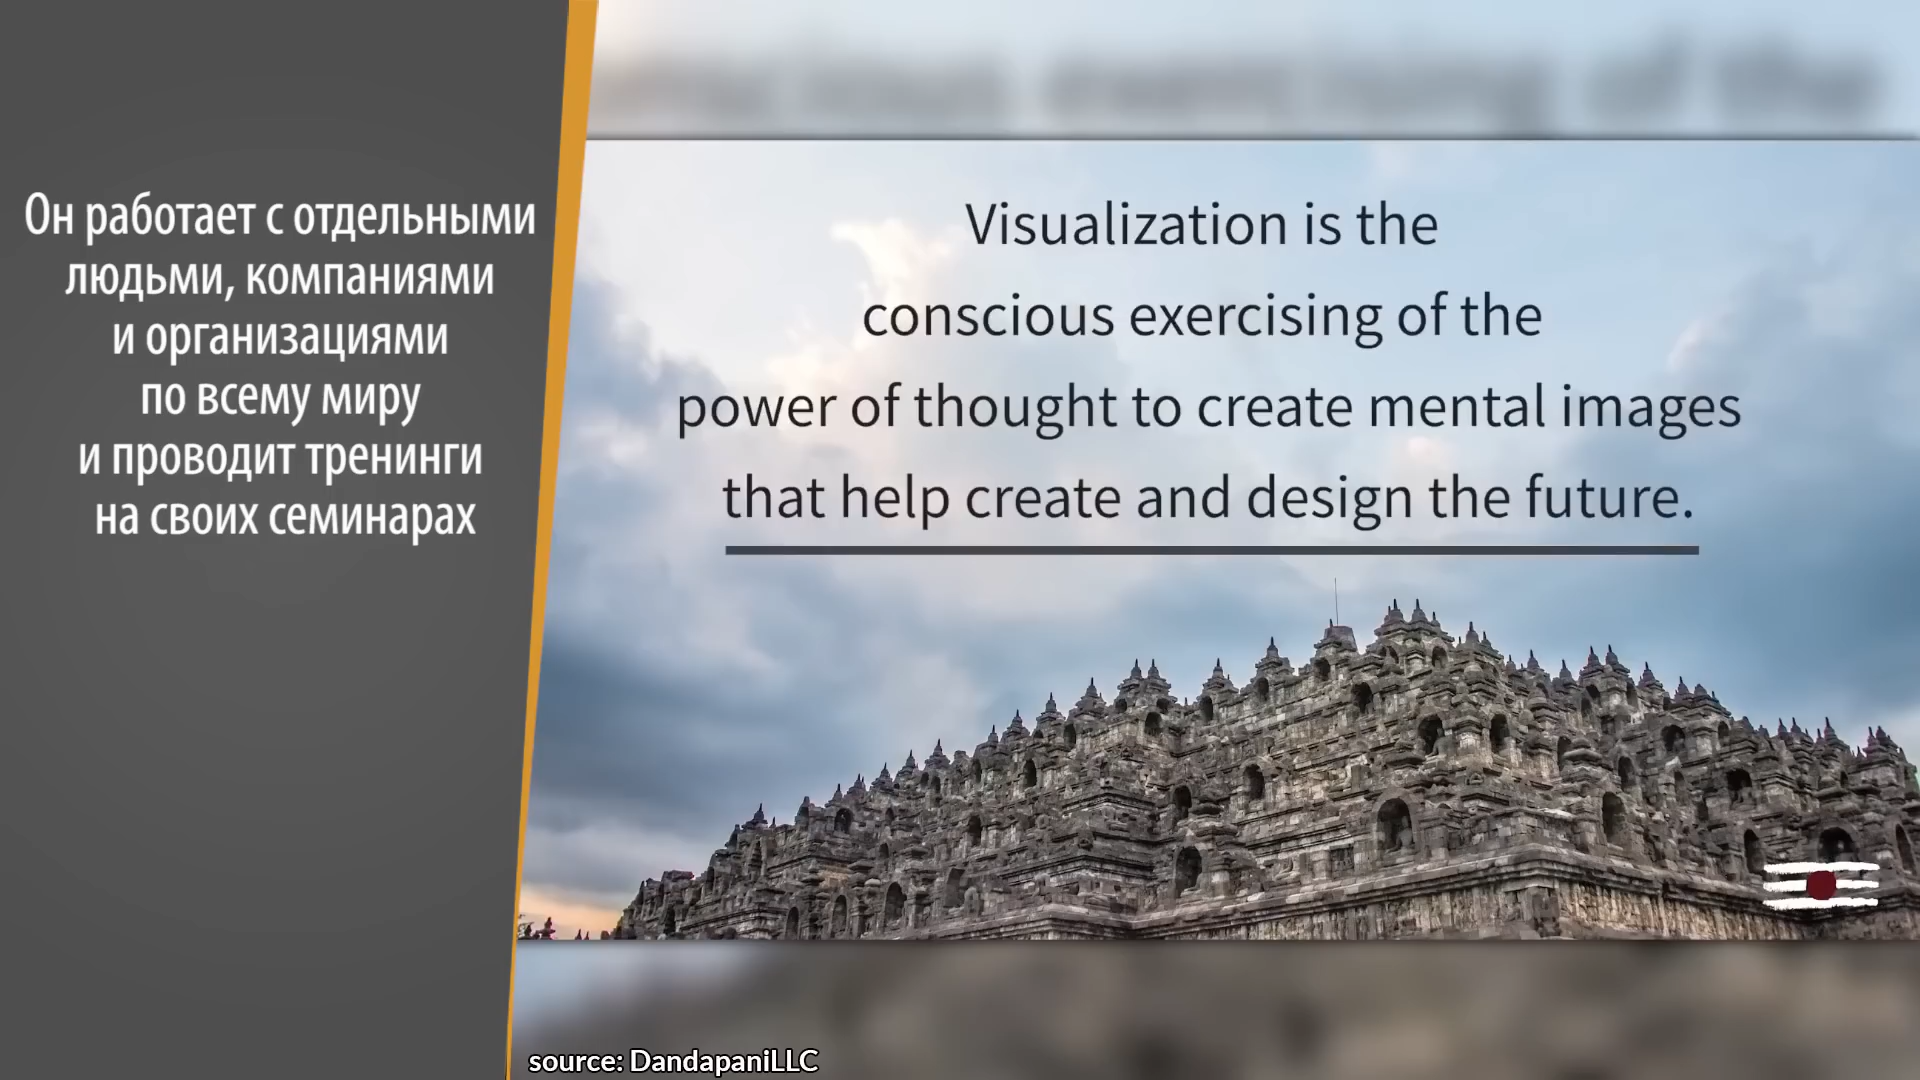 Он работает с отдельными
людьми, компаниями
и организациями
по всему миру
и проводит тренинги
на своих семинарах
Visualization is the
conscious exercising of the
power of thought to create mental images
that help create and design the future.
source: DandapaniLLC